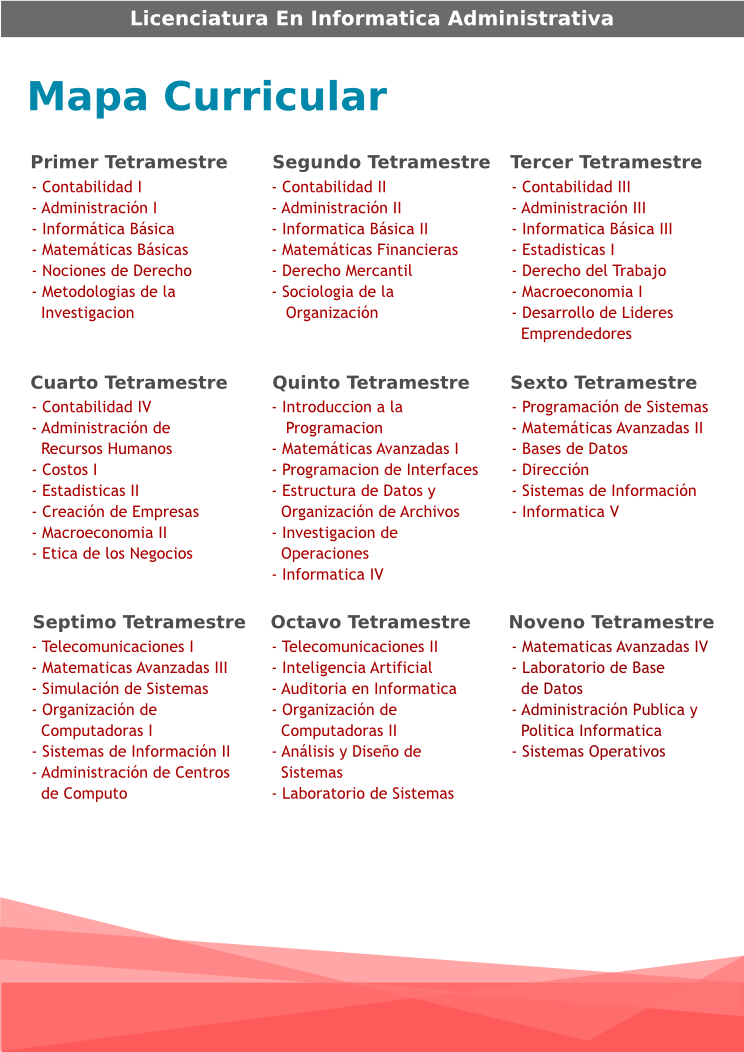 Licenciatura En Informatica Administrativa
Mapa Curricular
Primer Tetramestre
- Contabilidad I
- Administración I
- Informática Básica
- Matemáticas Básicas
- Nociones de Derecho
- Metodologias de la
Investigacion
Segundo Tetramestre
- Contabilidad II
- Administración II
- Informatica Básica II
- Matemáticas Financieras
- Derecho Mercantil
- Sociologia de la
Organización
Tercer Tetramestre
- Contabilidad III
- Administración III
- Informatica Básica III
- Estadisticas I
- Derecho del Trabajo
- Macroeconomia I
- Desarrollo de Lideres
Emprendedores
Cuarto Tetramestre
- Contabilidad IV
- Administración de
Recursos Humanos
- Costos I
- Estadisticas II
- Creación de Empresas
- Macroeconomia II
- Etica de los Negocios
Quinto Tetramestre
- Introduccion a la
Programacion
- Matemáticas Avanzadas I
- Programacion de Interfaces
- Estructura de Datos y
Organización de Archivos
- Investigacion de
Operaciones
- Informatica IV
Sexto Tetramestre
- Programación de Sistemas
- Matemáticas Avanzadas II
- Bases de Datos
- Dirección
- Sistemas de Información
- Informatica V
Septimo Tetramestre
- Telecomunicaciones I
- Matematicas Avanzadas III
- Simulación de Sistemas
- Organización de
Computadoras I
- Sistemas de Información II
- Administración de Centros
de Computo
Octavo Tetramestre
- Telecomunicaciones II
- Inteligencia Artificial
- Auditoria en Informatica
- Organización de
Computadoras II
- Análisis y Diseño de
Sistemas
- Laboratorio de Sistemas
Noveno Tetramestre
- Matematicas Avanzadas IV
- Laboratorio de Base
de Datos
- Administración Publica y
Politica Informatica
- Sistemas Operativos